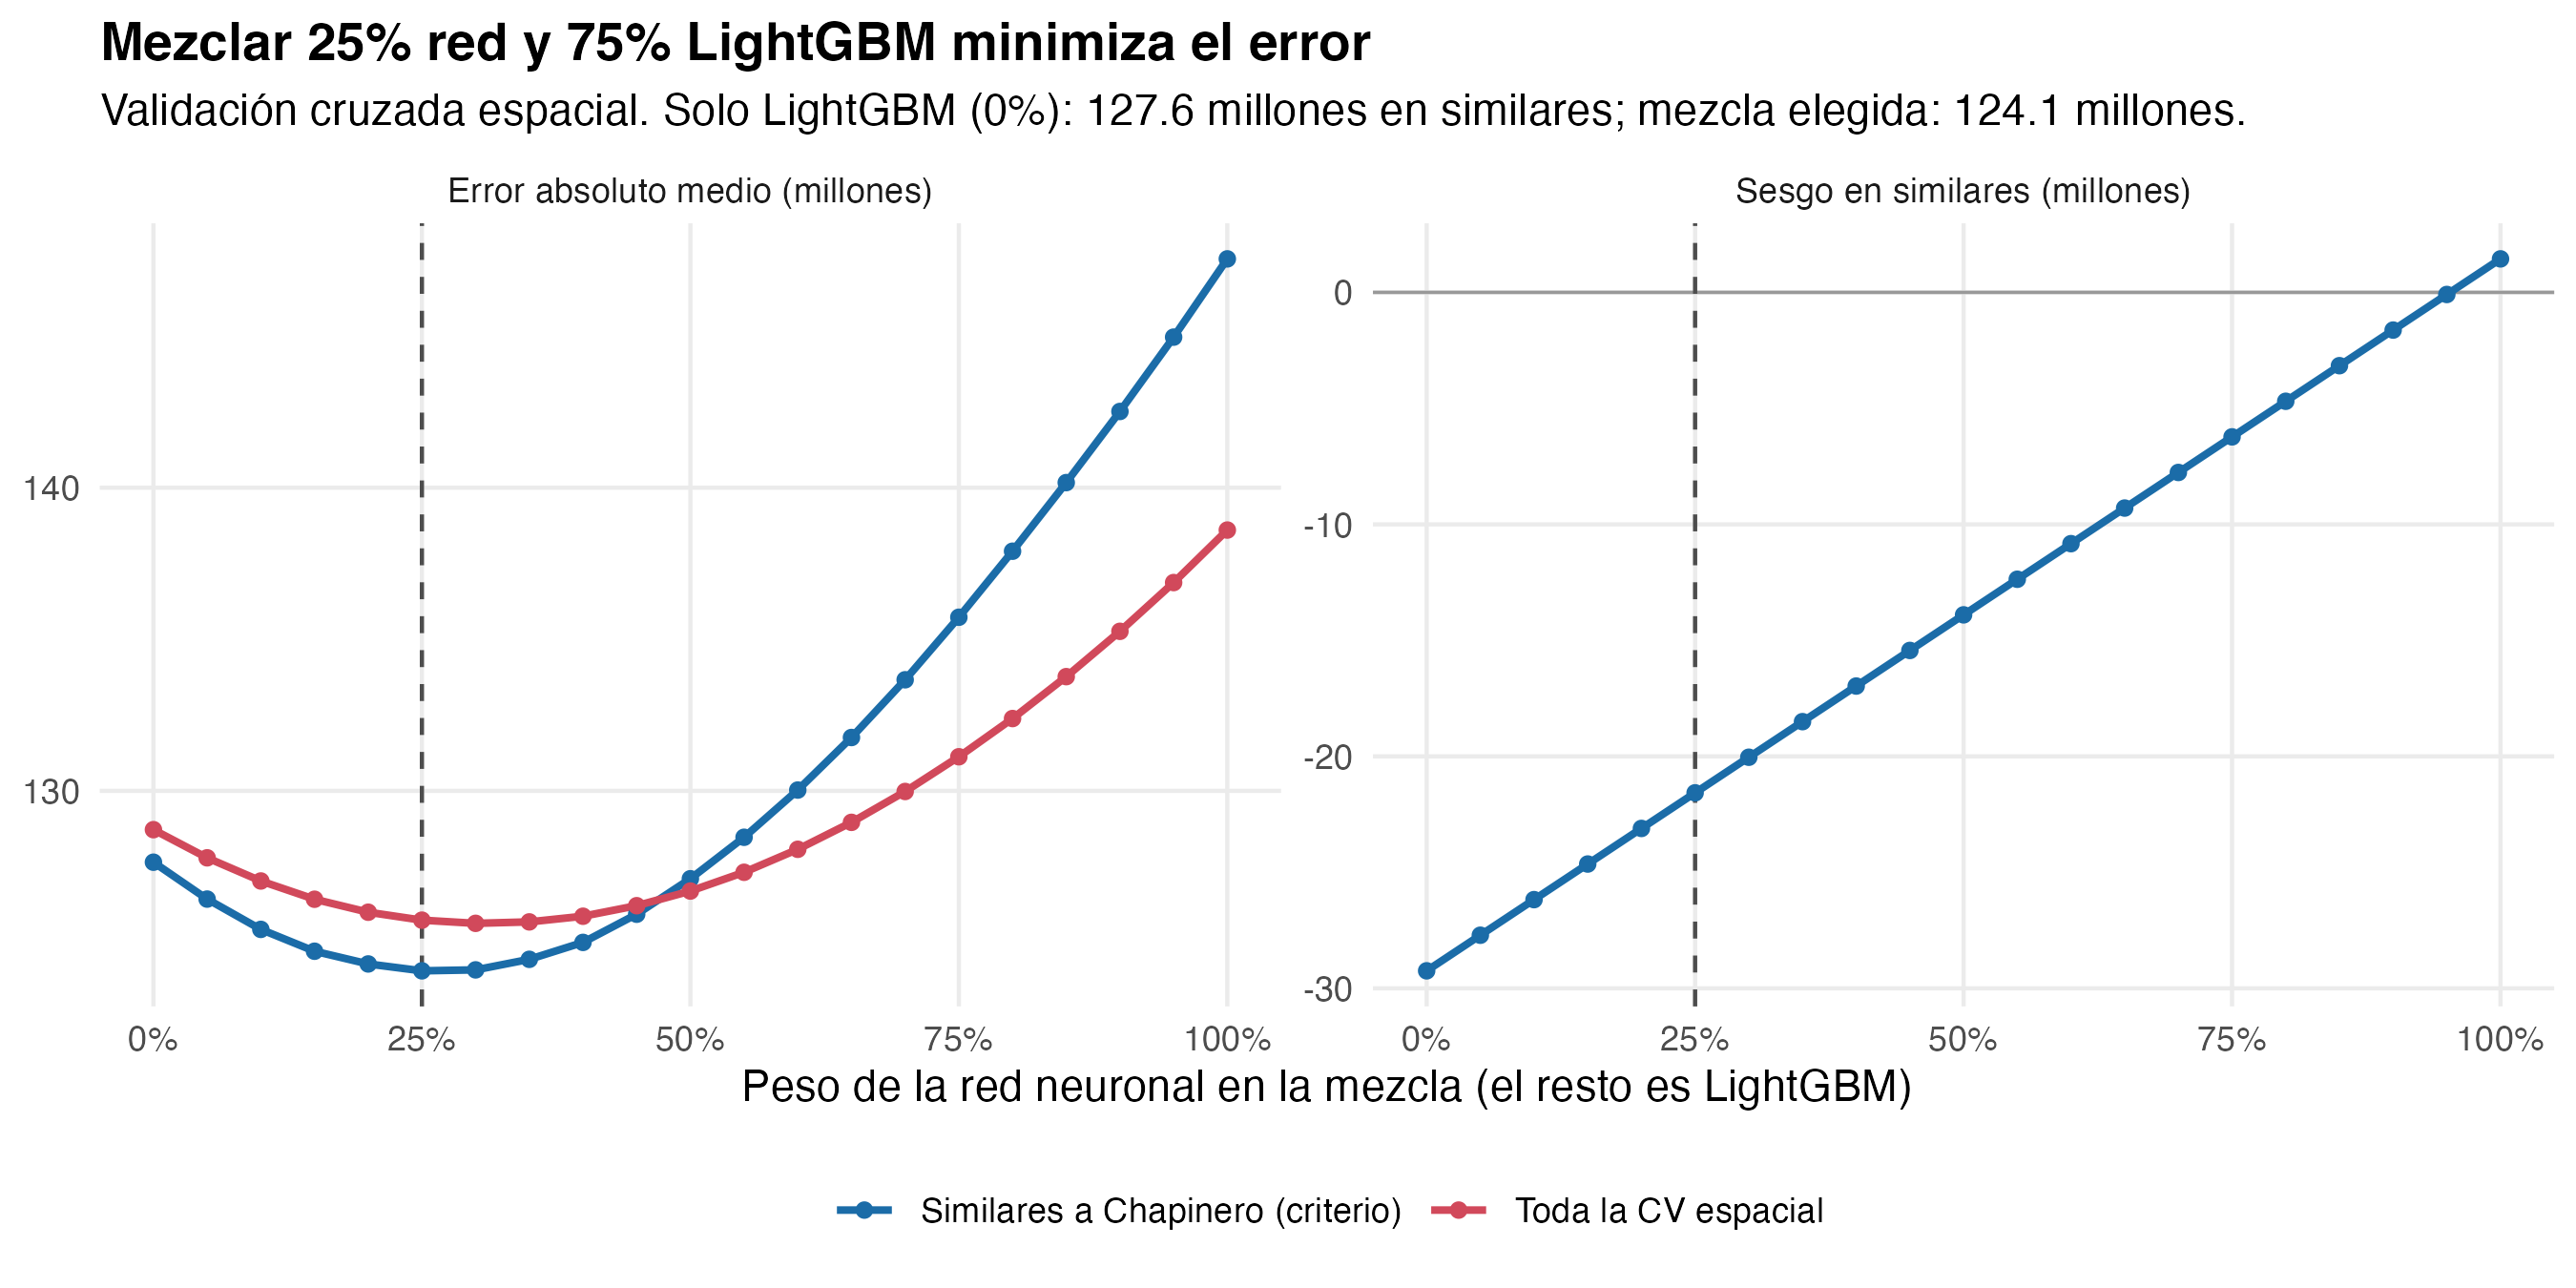 Mezclar 25% red y 75% LightGBM minimiza el error
Validación cruzada espacial. Solo LightGBM (0%): 127.6 millones en similares; mezcla elegida: 124.1 millones.
Error absoluto medio (millones)
140
130
0% 25% 50% 75% 100%
Sesgo en similares (millones)
0
-10
-20
-30
0% 25% 50% 75% 100%
Peso de la red neuronal en la mezcla (el resto es LightGBM)
Similares a Chapinero (criterio) Toda la CV espacial